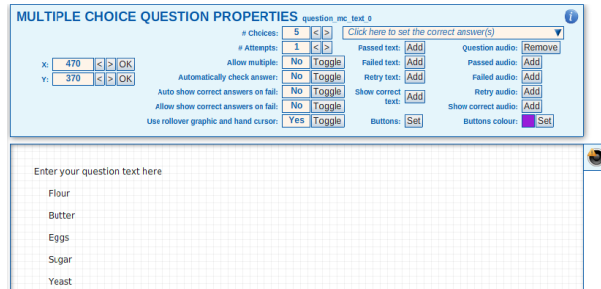 MULTIPLE CHOICE QUESTION PROPERTIES question_mc_text_0 i
# Choices: 5 < > Click here to set the correct answer(s)
# Attempts: 1 < > Passed text: Add Question audio: Remove
X: 470 < > OK Allow multiple: No Toggle Failed text: Add Passed audio: Add
Y: 370 < > OK Automatically check answer: No Toggle Retry text: Add Failed audio: Add
Auto show correct answers on fail: No Toggle Show correct text: Add Retry audio: Add
Allow show correct answers on fail: No Toggle Show correct audio: Add
Use rollover graphic and hand cursor: Yes Toggle Buttons: Set Buttons colour: Set
Enter your question text here
Flour
Butter
Eggs
Sugar
Yeast